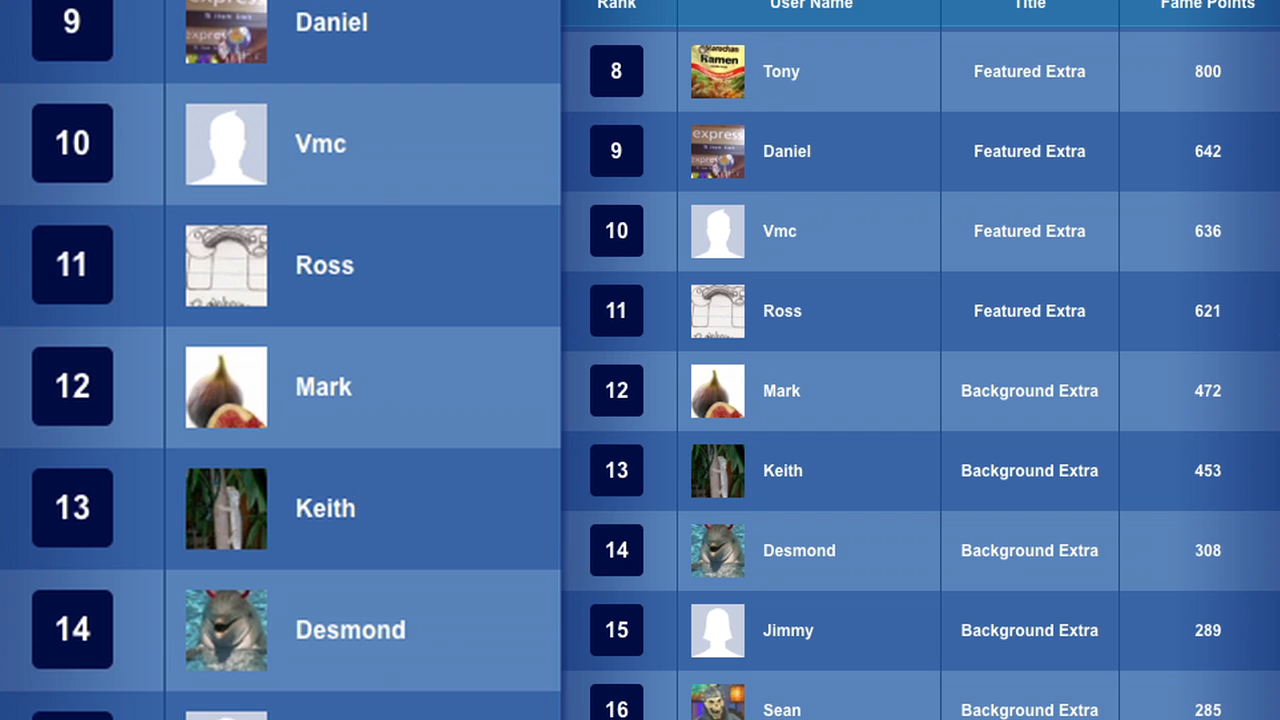 9 Daniel
10 Vmc
11 Ross
12 Mark
13 Keith
14 Desmond
Rank User Name Title Fame Points
8 Maruchan Ramen Tony Featured Extra 800
9 express Daniel Featured Extra 642
10 Vmc Featured Extra 636
11 Ross Featured Extra 621
12 Mark Background Extra 472
13 Keith Background Extra 453
14 Desmond Background Extra 308
15 Jimmy Background Extra 289
16 Sean Background Extra 285